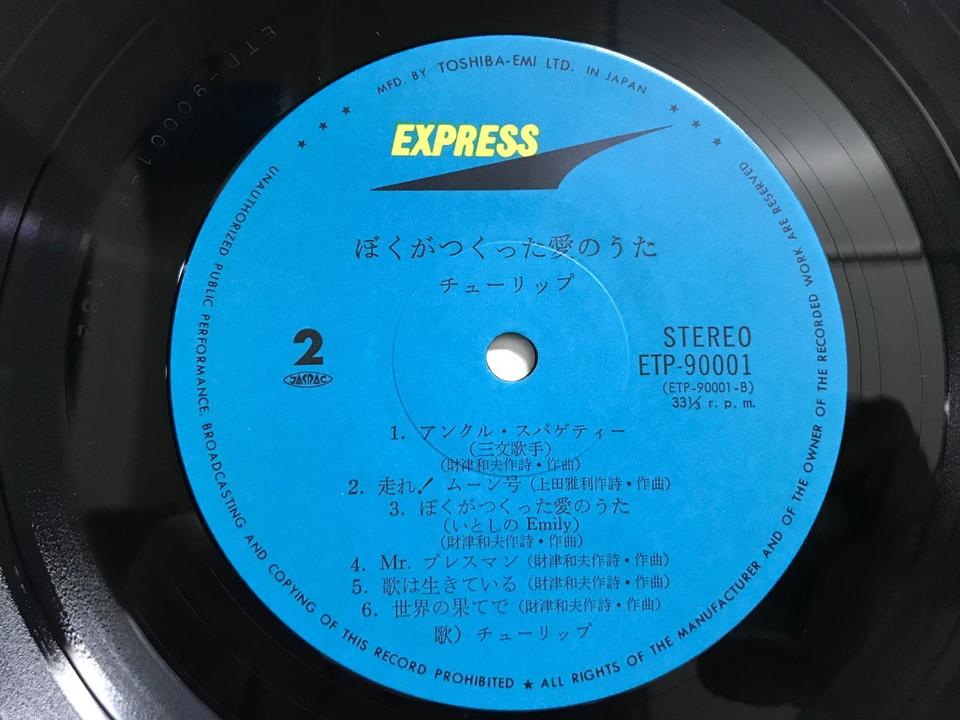 MFD. BY TOSHIBA-EMI LTD. IN JAPAN
EXPRESS
ぼくがつくった愛のうた
チューリップ
2
JASRAC
STEREO
ETP-90001
(ETP-90001-B)
33⅓ r. p. m.
1. アンクル・スパゲティー
(三文歌手)
(財津和夫作詩・作曲)
2. 走れ! ムーン号 (上田雅利作詩・作曲)
3. ぼくがつくった愛のうた
(いとしの Emily)
(財津和夫作詩・作曲)
4. Mr. プレスマン (財津和夫作詩・作曲)
5. 歌は生きている (財津和夫作詩・作曲)
6. 世界の果てで (財津和夫作詩・作曲)
歌) チューリップ
UNAUTHORIZED PUBLIC PERFORMANCE, BROADCASTING AND COPYING OF THIS RECORD PROHIBITED ★ ALL RIGHTS OF THE MANUFACTURER AND OF THE OWNER OF THE RECORDED WORK ARE RESERVED